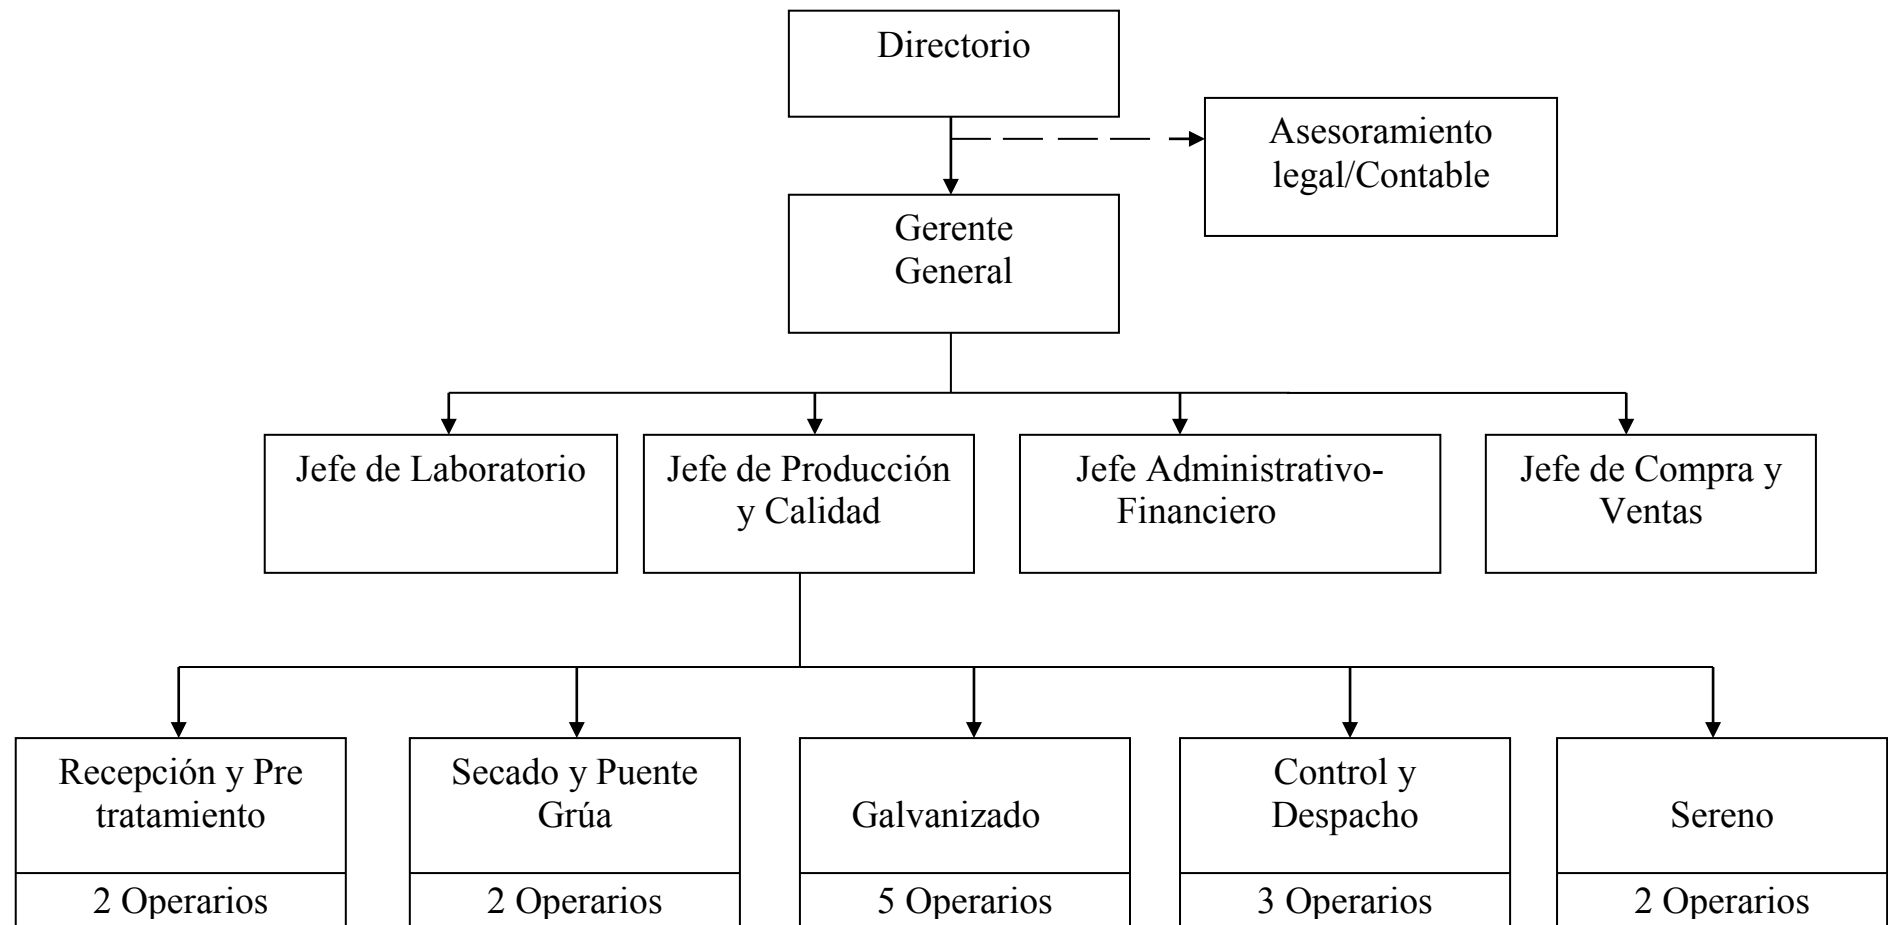 Directorio
Asesoramiento
legal/Contable
Gerente
General
Jefe de Laboratorio
Jefe de Producción
y Calidad
Jefe Administrativo-
Financiero
Jefe de Compra y
Ventas
Recepción y Pre
tratamiento
2 Operarios
Secado y Puente
Grúa
2 Operarios
Galvanizado
5 Operarios
Control y
Despacho
3 Operarios
Sereno
2 Operarios